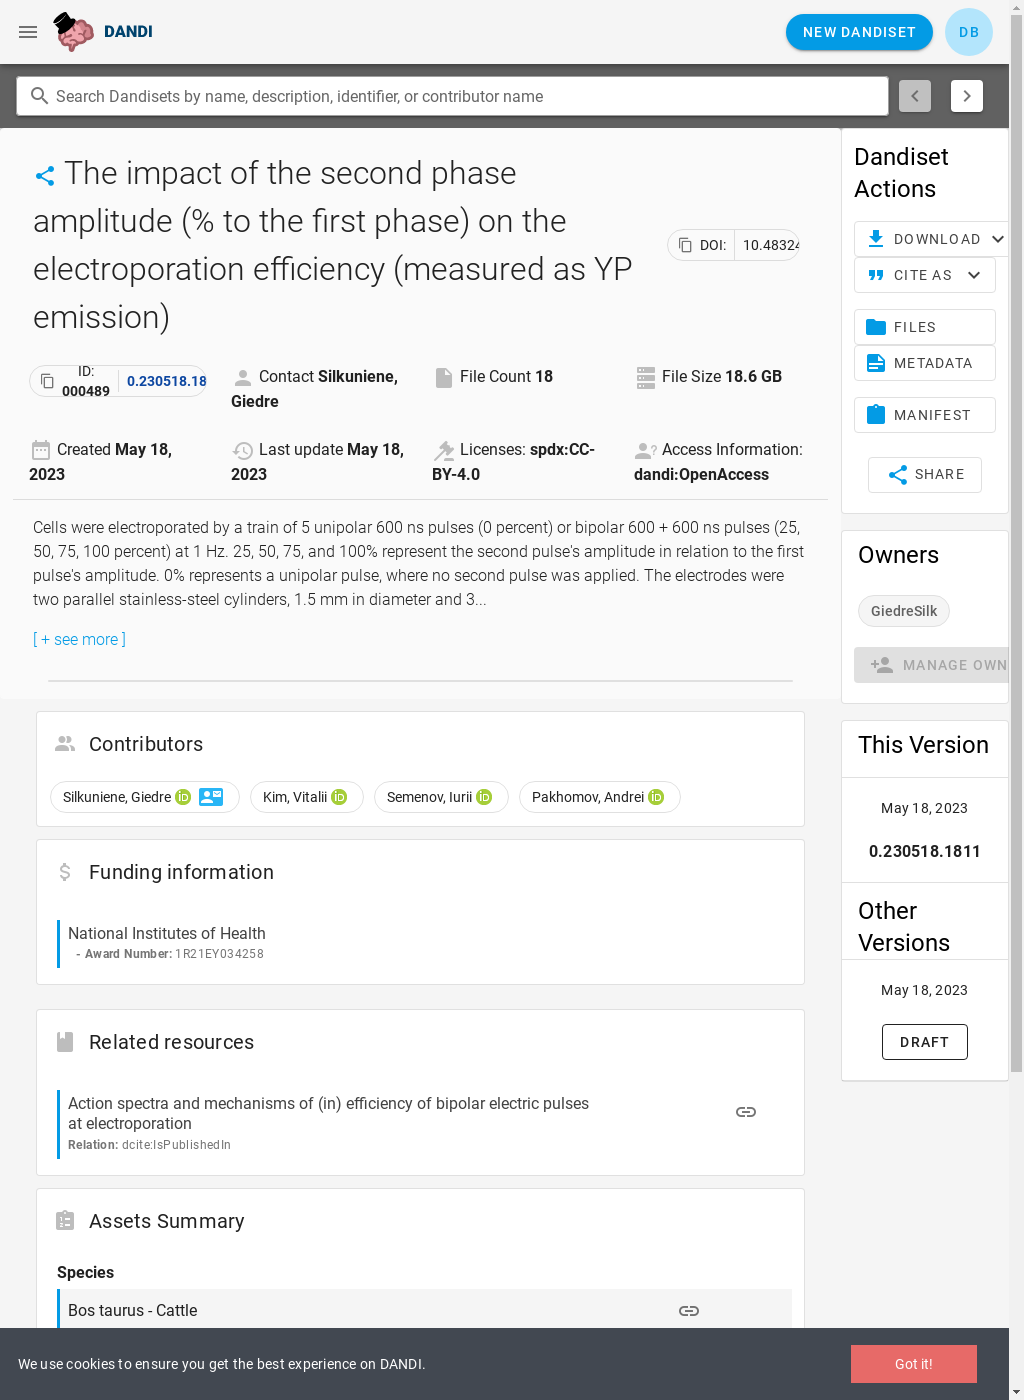 DANDI
NEW DANDISET
DB
Search Dandisets by name, description, identifier, or contributor name
The impact of the second phase
amplitude (% to the first phase) on the
electroporation efficiency (measured as YP
emission)
DOI: 10.48324
ID:
000489
0.230518.18
Contact Silkuniene,
Giedre
File Count 18
File Size 18.6 GB
Created May 18,
2023
Last update May 18,
2023
Licenses: spdx:CC-
BY-4.0
Access Information:
dandi:OpenAccess
Cells were electroporated by a train of 5 unipolar 600 ns pulses (0 percent) or bipolar 600 + 600 ns pulses (25,
50, 75, 100 percent) at 1 Hz. 25, 50, 75, and 100% represent the second pulse's amplitude in relation to the first
pulse's amplitude. 0% represents a unipolar pulse, where no second pulse was applied. The electrodes were
two parallel stainless-steel cylinders, 1.5 mm in diameter and 3...
[ + see more ]
Contributors
Silkuniene, Giedre
Kim, Vitalii
Semenov, Iurii
Pakhomov, Andrei
Funding information
National Institutes of Health
- Award Number: 1R21EY034258
Related resources
Action spectra and mechanisms of (in) efficiency of bipolar electric pulses
at electroporation
Relation: dcite:IsPublishedIn
Assets Summary
Species
Bos taurus - Cattle
Dandiset
Actions
DOWNLOAD
CITE AS
FILES
METADATA
MANIFEST
SHARE
Owners
GiedreSilk
MANAGE OWN
This Version
May 18, 2023
0.230518.1811
Other
Versions
May 18, 2023
DRAFT
We use cookies to ensure you get the best experience on DANDI.
Got it!